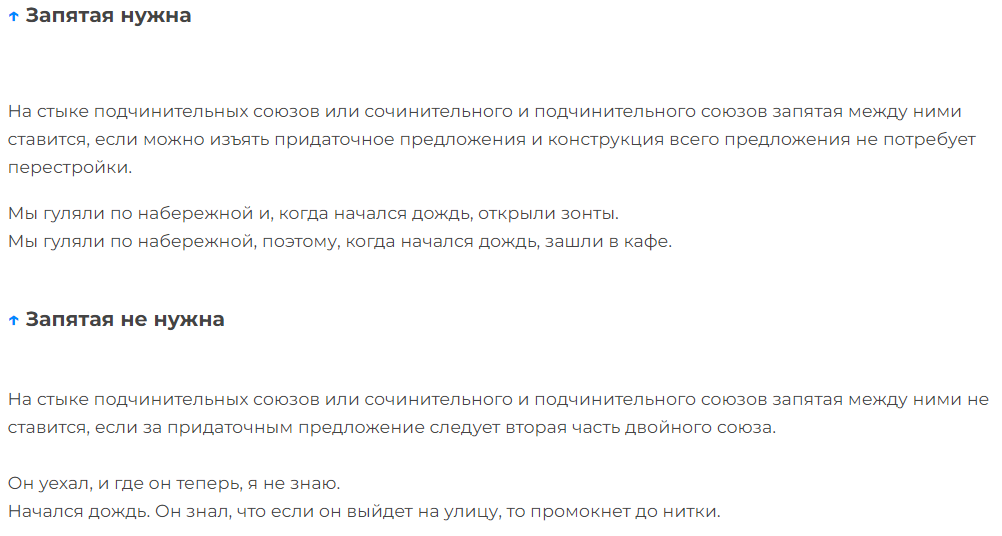 ↑ Запятая нужна
На стыке подчинительных союзов или сочинительного и подчинительного союзов запятая между ними
ставится, если можно изъять придаточное предложения и конструкция всего предложения не потребует
перестройки.
Мы гуляли по набережной и, когда начался дождь, открыли зонты.
Мы гуляли по набережной, поэтому, когда начался дождь, зашли в кафе.
↑ Запятая не нужна
На стыке подчинительных союзов или сочинительного и подчинительного союзов запятая между ними не
ставится, если за придаточным предложение следует вторая часть двойного союза.
Он уехал, и где он теперь, я не знаю.
Начался дождь. Он знал, что если он выйдет на улицу, то промокнет до нитки.